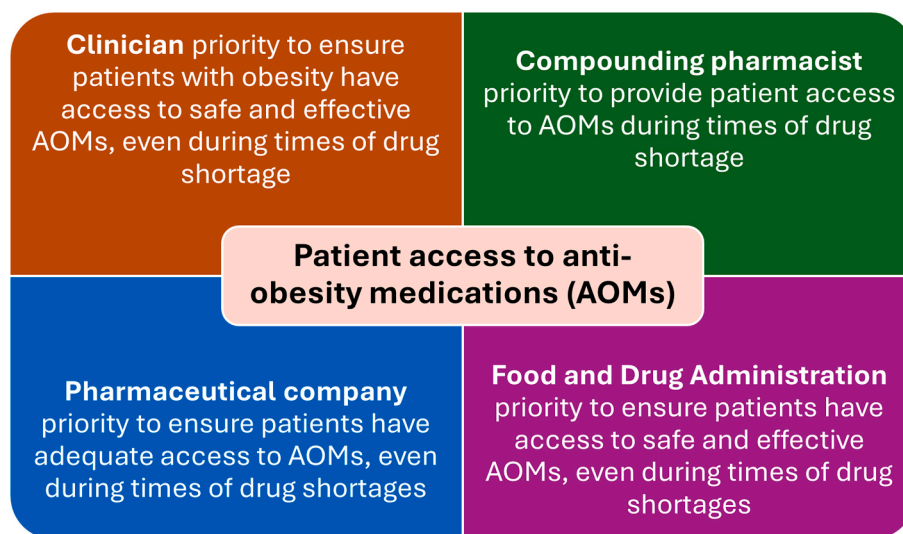 Clinician priority to ensure
patients with obesity have
access to safe and effective
AOMs, even during times of drug
shortage
Compounding pharmacist
priority to provide patient access
to AOMs during times of drug
shortage
Patient access to anti-
obesity medications (AOMs)
Pharmaceutical company
priority to ensure patients have
adequate access to AOMs, even
during times of drug shortages
Food and Drug Administration
priority to ensure patients have
access to safe and effective
AOMs, even during times of drug
shortages